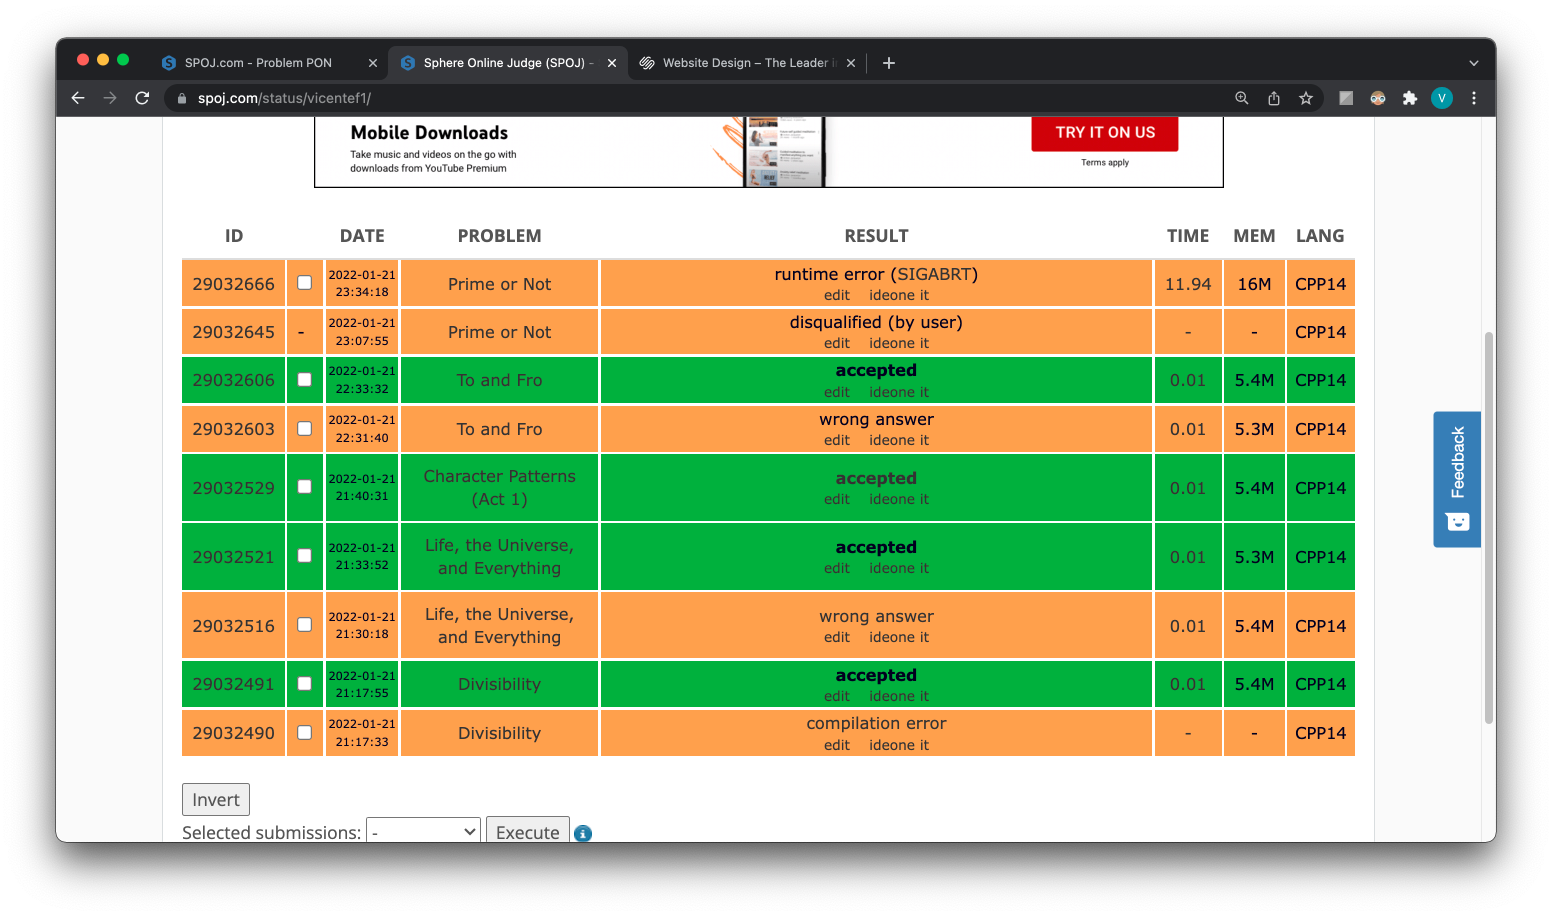 SPOJ.com - Problem PON
Sphere Online Judge (SPOJ) -
Website Design – The Leader i
spoj.com/status/vicentef1/
V
Mobile Downloads
Take music and videos on the go with
downloads from YouTube Premium
TRY IT ON US
Terms apply
ID DATE PROBLEM RESULT TIME MEM LANG
29032666 2022-01-21 23:34:18 Prime or Not runtime error (SIGABRT) edit ideone it 11.94 16M CPP14
29032645 - 2022-01-21 23:07:55 Prime or Not disqualified (by user) edit ideone it - - CPP14
29032606 2022-01-21 22:33:32 To and Fro accepted edit ideone it 0.01 5.4M CPP14
29032603 2022-01-21 22:31:40 To and Fro wrong answer edit ideone it 0.01 5.3M CPP14
29032529 2022-01-21 21:40:31 Character Patterns (Act 1) accepted edit ideone it 0.01 5.4M CPP14
29032521 2022-01-21 21:33:52 Life, the Universe, and Everything accepted edit ideone it 0.01 5.3M CPP14
29032516 2022-01-21 21:30:18 Life, the Universe, and Everything wrong answer edit ideone it 0.01 5.4M CPP14
29032491 2022-01-21 21:17:55 Divisibility accepted edit ideone it 0.01 5.4M CPP14
29032490 2022-01-21 21:17:33 Divisibility compilation error edit ideone it - - CPP14
Feedback
Invert
Selected submissions: - Execute